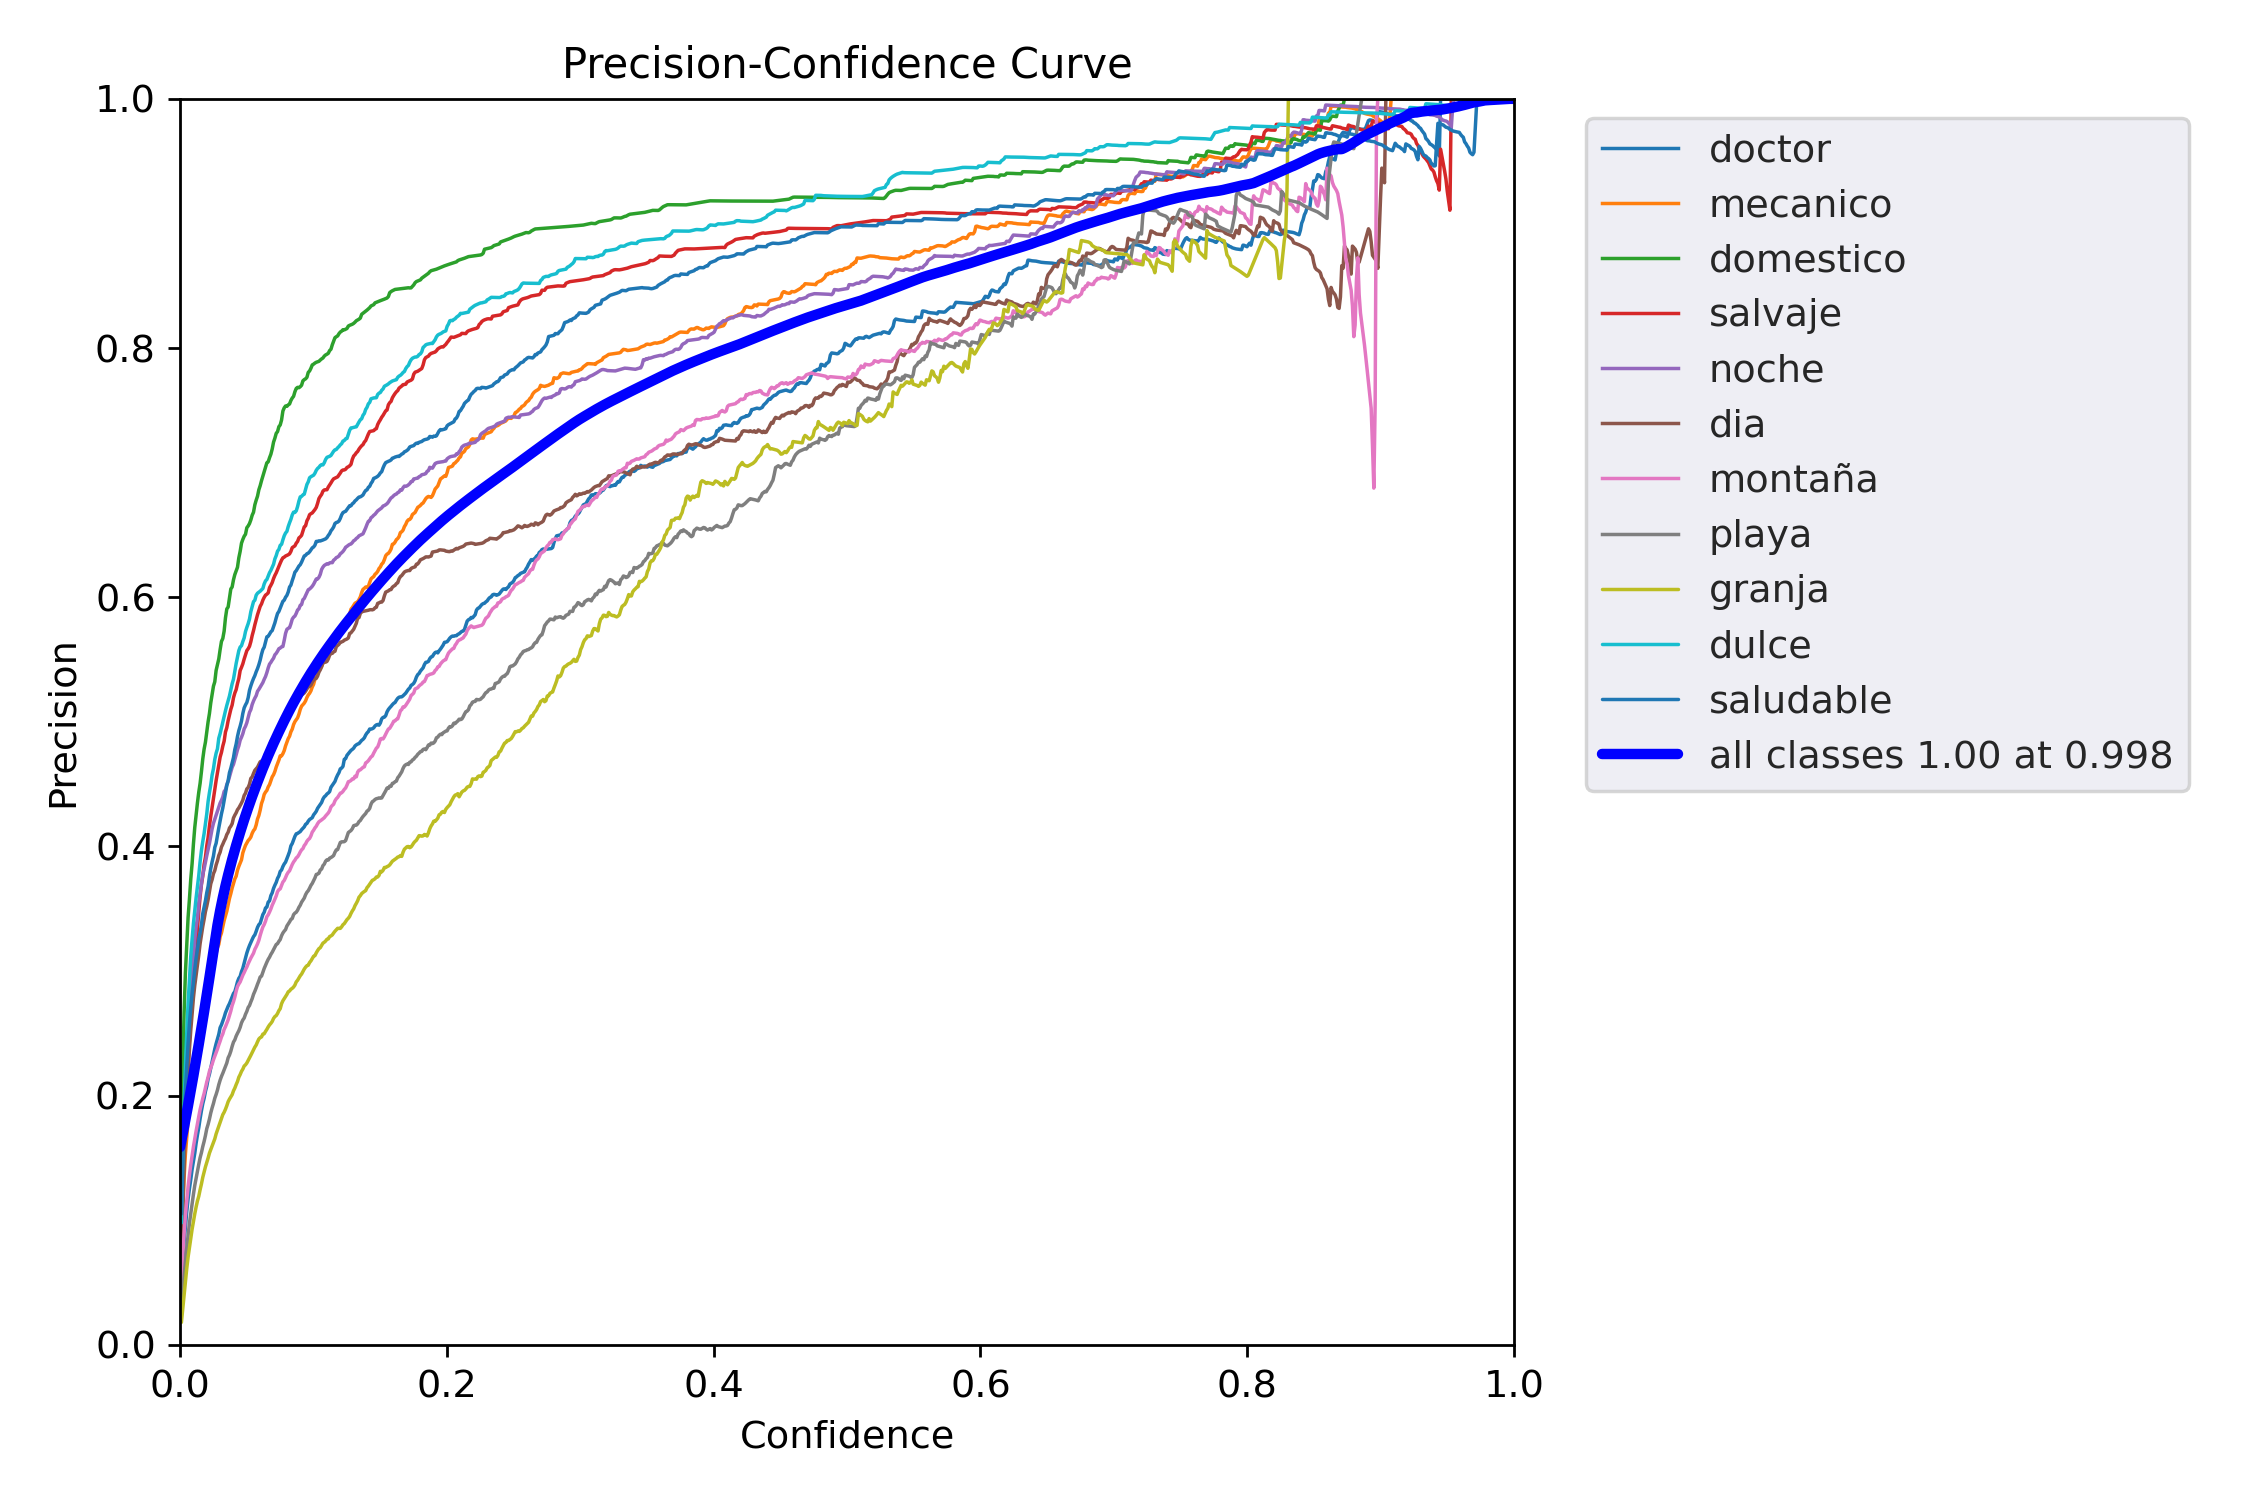 Precision-Confidence Curve
1.0
0.8
0.6
0.4
0.2
0.0
Precision
0.0 0.2 0.4 0.6 0.8 1.0
Confidence
doctor
mecanico
domestico
salvaje
noche
dia
montaña
playa
granja
dulce
saludable
all classes 1.00 at 0.998